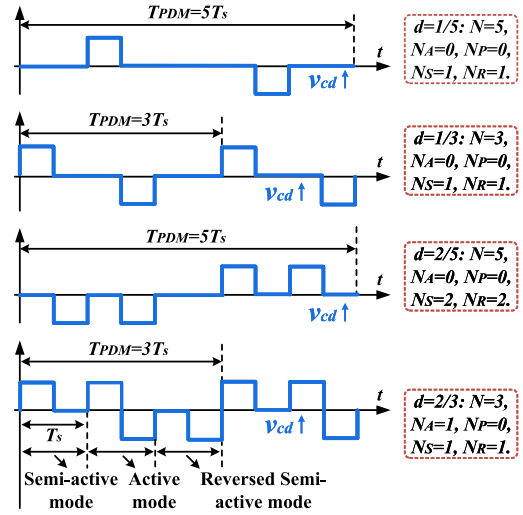 TPDM=5Ts
t
vcd ↑
d=1/5: N=5,
NA=0, NP=0,
NS=1, NR=1.
TPDM=3Ts
t
vcd ↑
d=1/3: N=3,
NA=0, NP=0,
NS=1, NR=1.
TPDM=5Ts
t
vcd ↑
d=2/5: N=5,
NA=0, NP=0,
NS=2, NR=2.
TPDM=3Ts
t
Ts
vcd ↑
d=2/3: N=3,
NA=1, NP=0,
NS=1, NR=1.
Semi-active
mode
Active
mode
Reversed Semi-
active mode